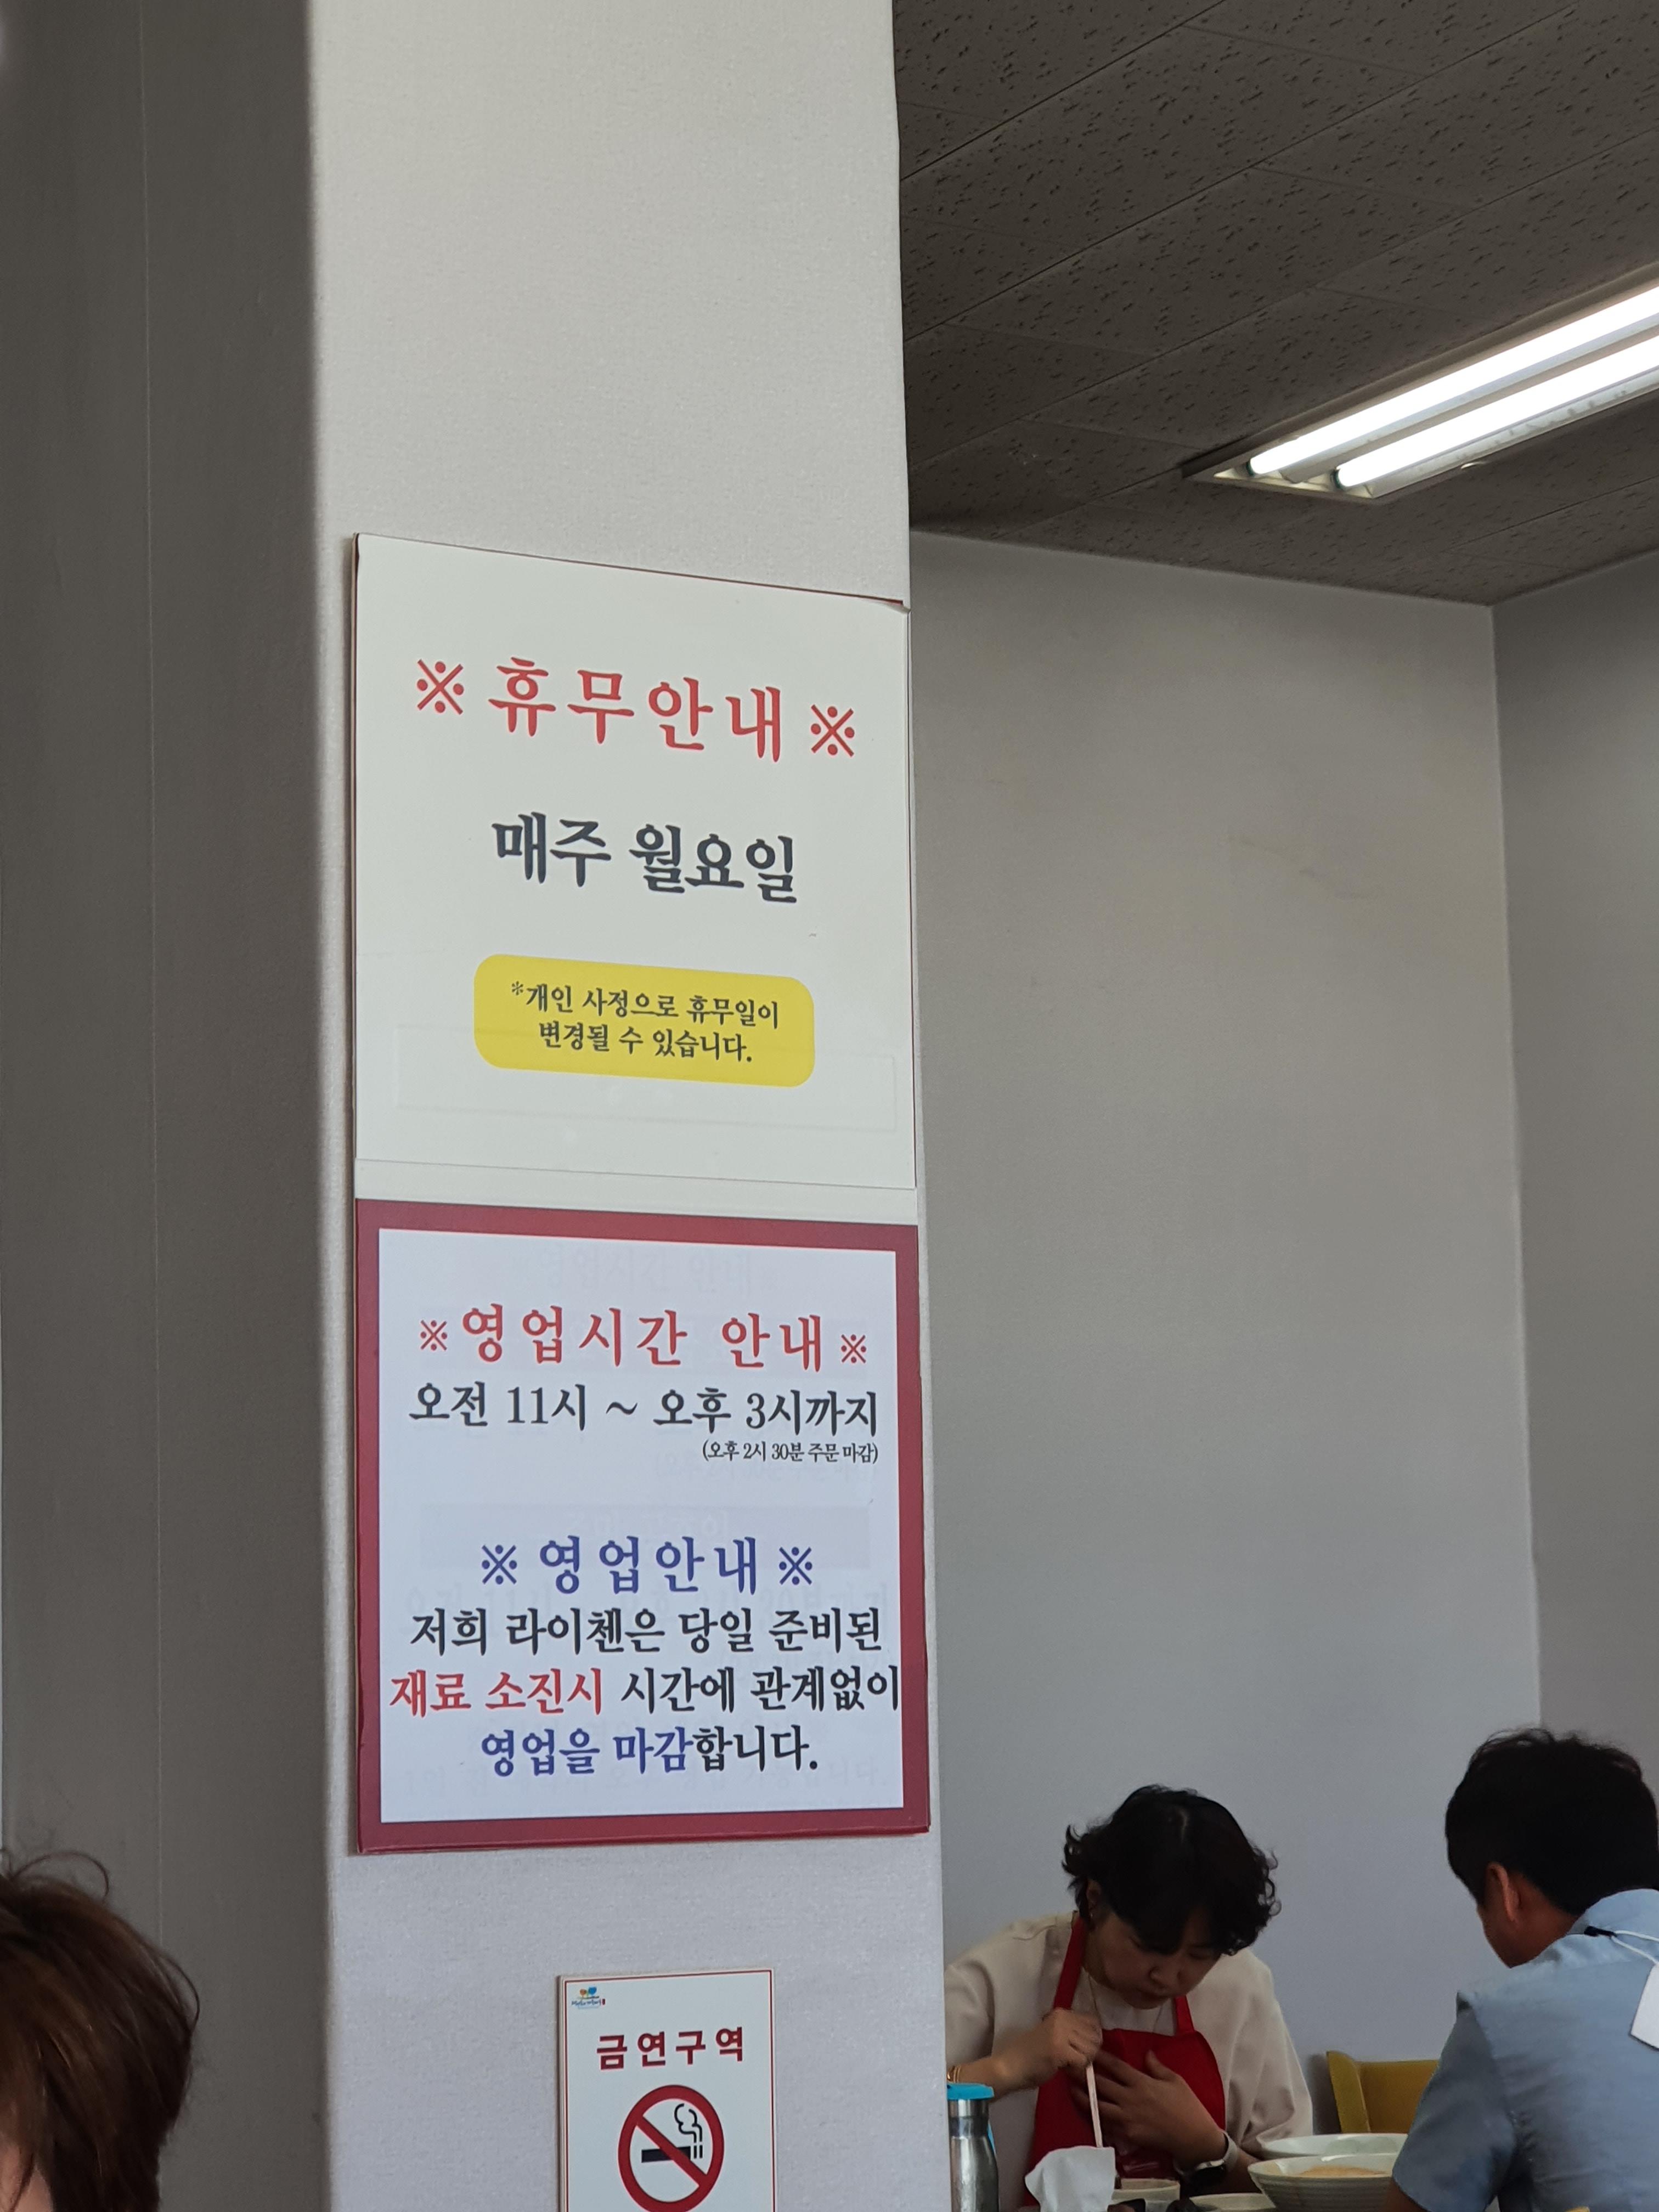 ※ 휴무안내 ※
매주 월요일
*개인 사정으로 휴무일이
변경될 수 있습니다.
※ 영업시간 안내 ※
오전 11시 ~ 오후 3시까지
(오후 2시 30분 주문 마감)
※ 영업안내 ※
저희 라이첸은 당일 준비된
재료 소진시 시간에 관계없이
영업을 마감합니다.
금연구역